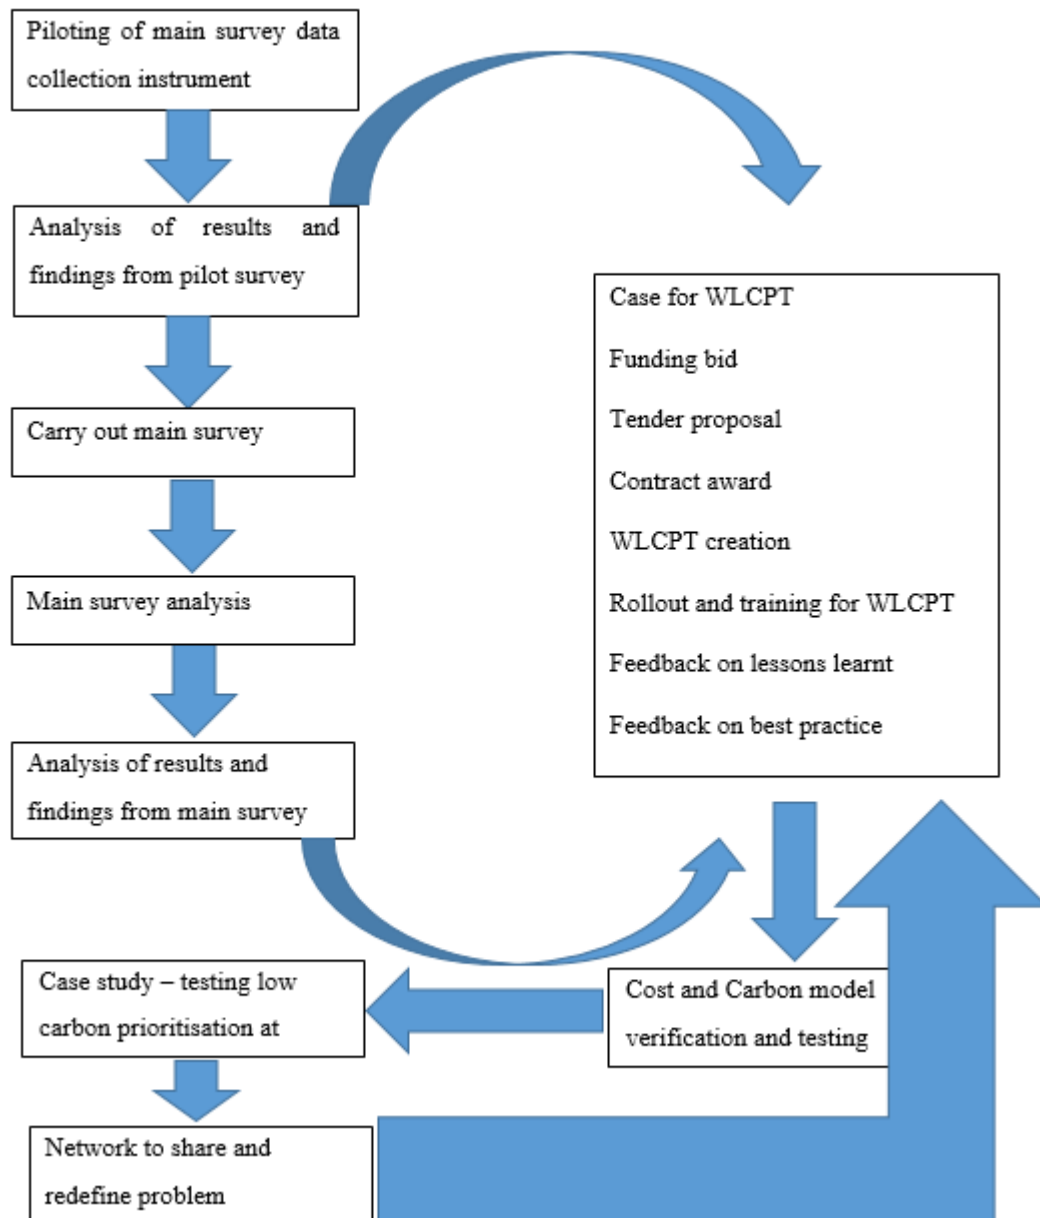 Piloting of main survey data
collection instrument
Analysis of results and
findings from pilot survey
Carry out main survey
Main survey analysis
Analysis of results and
findings from main survey
Case for WLCPT
Funding bid
Tender proposal
Contract award
WLCPT creation
Rollout and training for WLCPT
Feedback on lessons learnt
Feedback on best practice
Cost and Carbon model
verification and testing
Case study – testing low
carbon prioritisation at
Network to share and
redefine problem